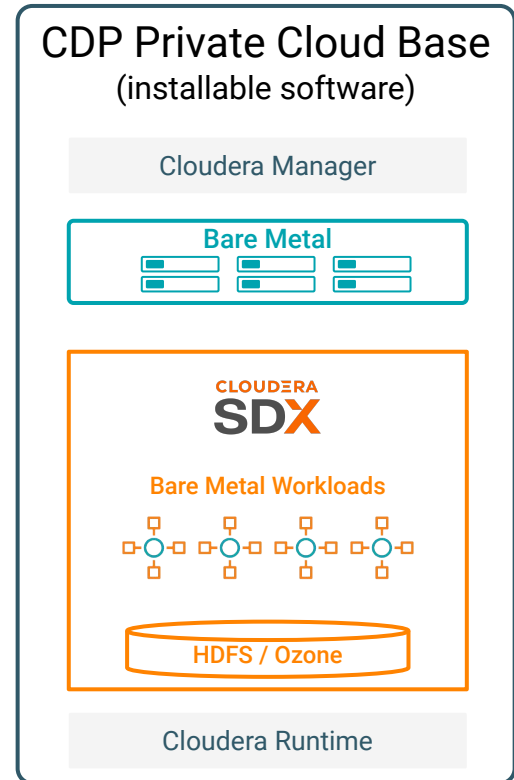 CDP Private Cloud Base
(installable software)
Cloudera Manager
Bare Metal
CLOUDERA
SDX
Bare Metal Workloads
HDFS / Ozone
Cloudera Runtime